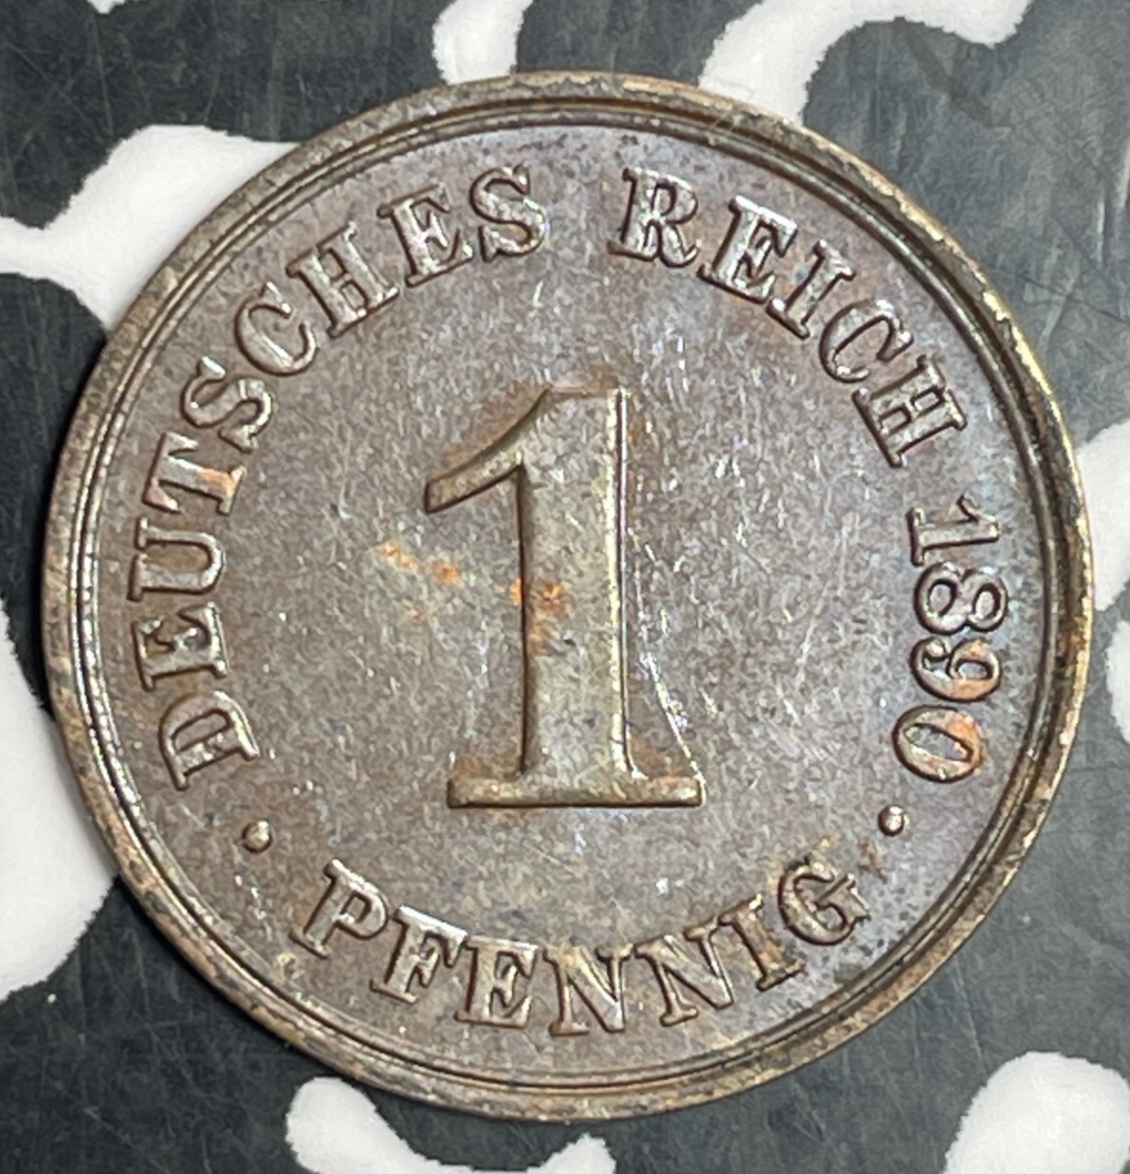 DEUTSCHES REICH 1890
1
· PFENNIG ·